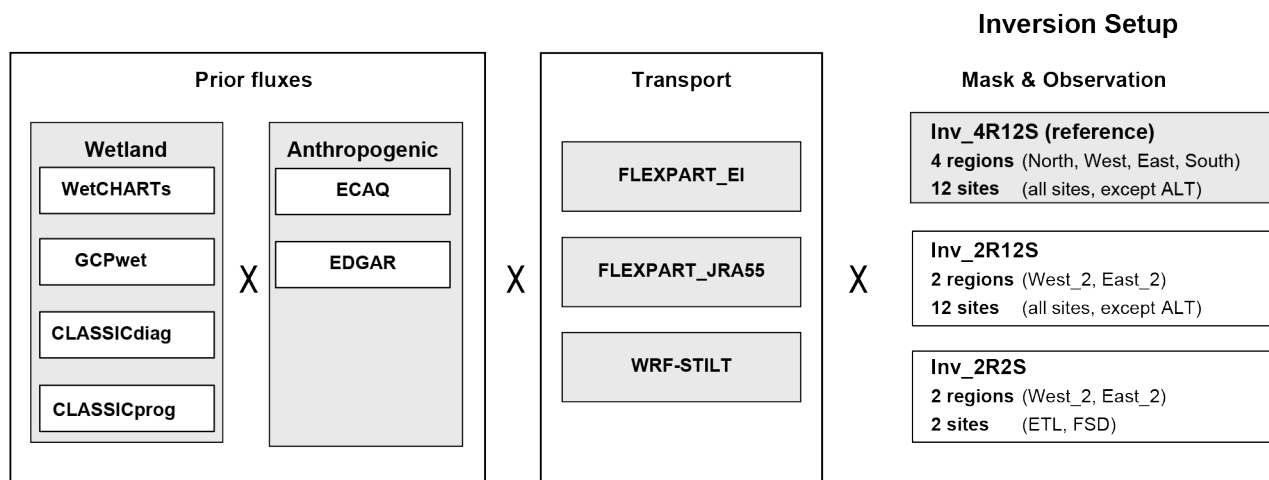 Inversion Setup
Prior fluxes
Transport
Mask & Observation
Wetland
WetCHARTs
GCPwet
CLASSICdiag
CLASSICprog
X
Anthropogenic
ECAQ
EDGAR
X
FLEXPART_EI
FLEXPART_JRA55
WRF-STILT
X
Inv_4R12S (reference)
4 regions (North, West, East, South)
12 sites (all sites, except ALT)
Inv_2R12S
2 regions (West_2, East_2)
12 sites (all sites, except ALT)
Inv_2R2S
2 regions (West_2, East_2)
2 sites (ETL, FSD)